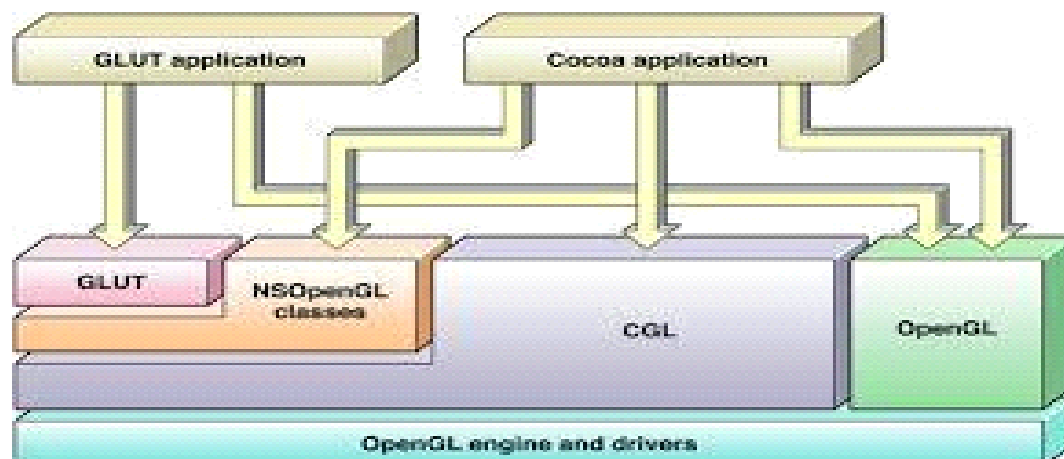 GLUT application
Cocoa application
GLUT
NSOpenGL
classes
CGL
OpenGL
OpenGL engine and drivers